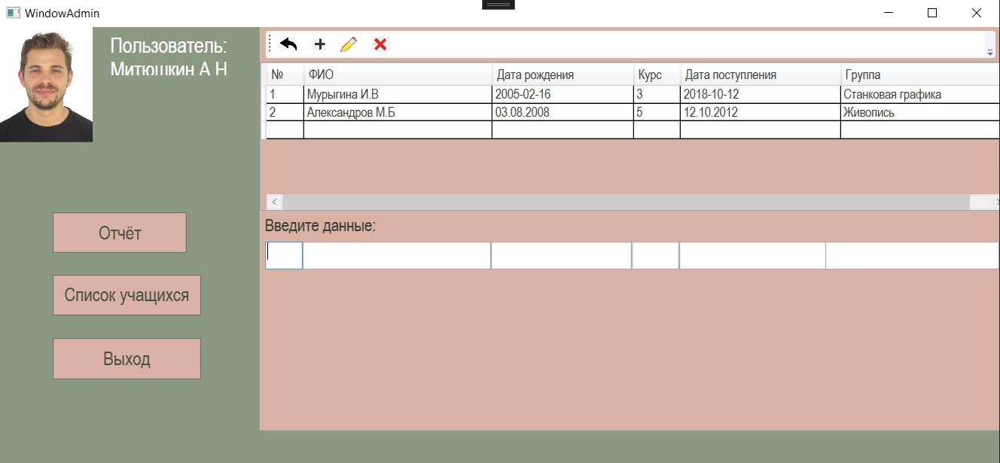 WindowAdmin
Пользователь:
Митюшкин А Н
Отчёт
Список учащихся
Выход
№ ФИО Дата рождения Курс Дата поступления Группа
1 Мурыгина И.В 2005-02-16 3 2018-10-12 Станковая графика
2 Александров М.Б 03.08.2008 5 12.10.2012 Живопись
Введите данные: